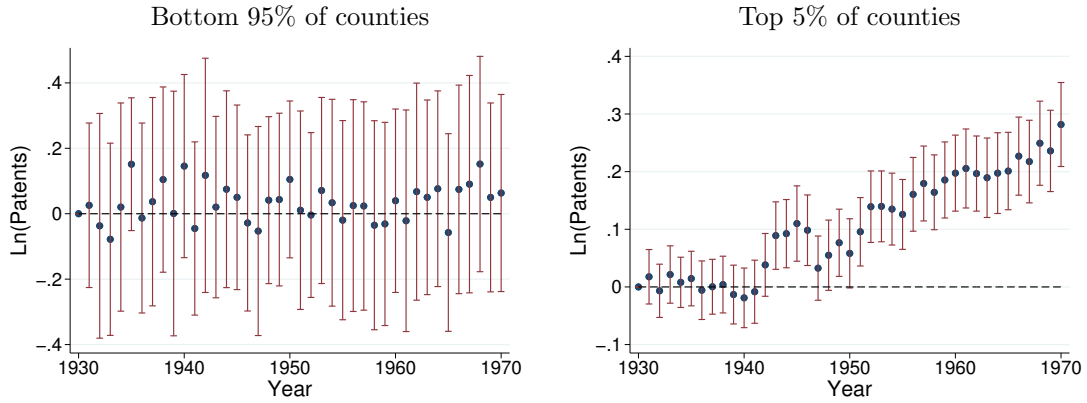 Bottom 95% of counties
.4
.2
0
-.2
-.4
Ln(Patents)
1930 1940 1950 1960 1970
Year
Top 5% of counties
.4
.3
.2
.1
0
-.1
Ln(Patents)
1930 1940 1950 1960 1970
Year